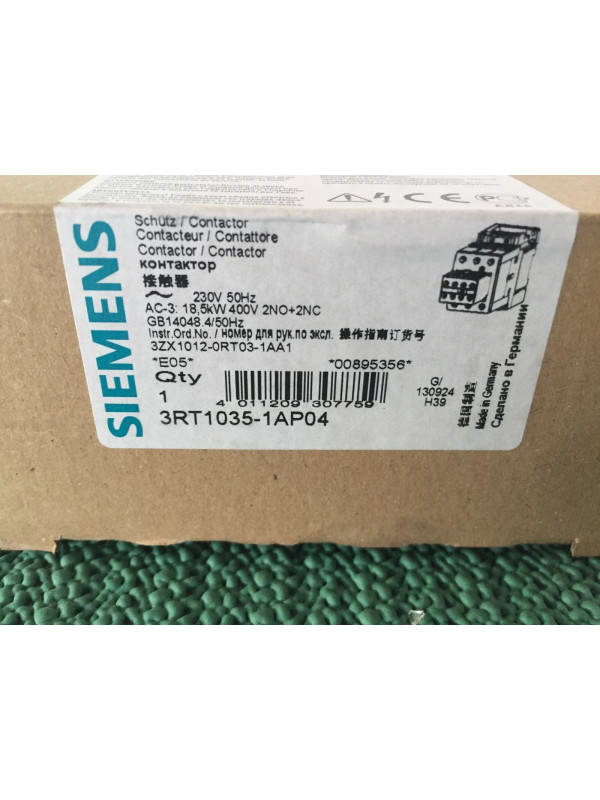 SIEMENS
Schütz / Contactor
Contacteur / Contattore
Contactor / Contactor
контактор
接触器
230V 50Hz
AC-3: 18,5kW 400V 2NO+2NC
GB14048.4/50Hz
Instr.Ord.No. / номер для рук.по эксл. 操作指南订货号
3ZX1012-0RT03-1AA1
*E05* *00895356*
Qty
1
4 011209 307759
3RT1035-1AP04
G/
130924
H39
德国制造
Made in Germany
Сделано в Германии